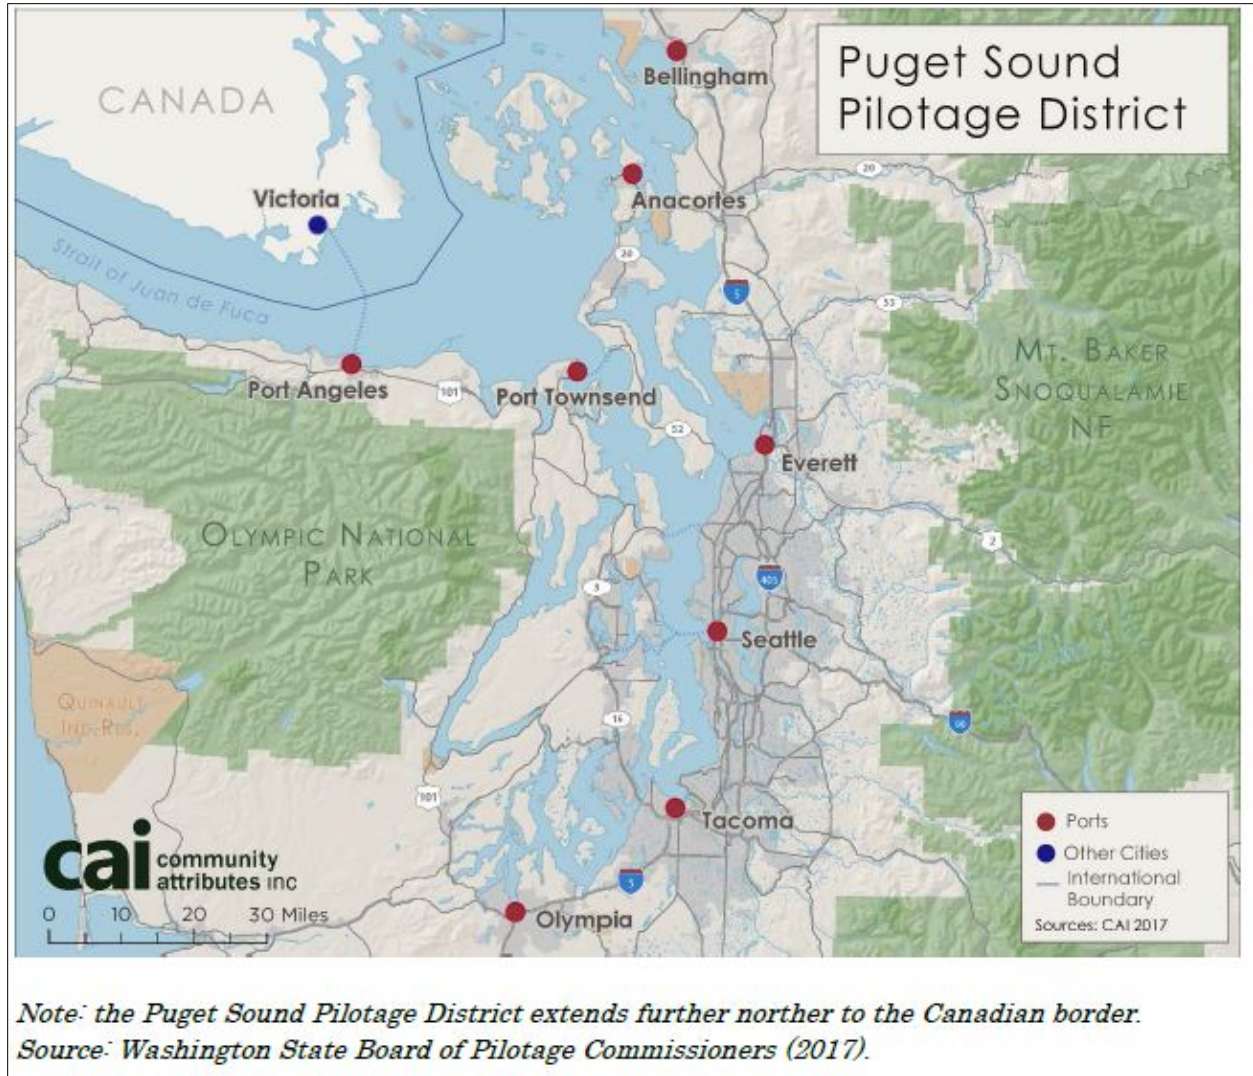 Puget Sound
Pilotage District
CANADA
Bellingham
Anacortes
Victoria
Strait of Juan de Fuca
20
20
5
53
Port Angeles
101
Port Townsend
52
Everett
MT. BAKER
SNOQUALAMIE
NF
OLYMPIC NATIONAL
PARK
2
405
3
Seattle
QUINAULT
IND. RES.
16
90
101
Tacoma
5
Olympia
cai community
attributes INC
0 10 20 30 Miles
Ports
Other Cities
International
Boundary
Sources: CAI 2017
Note: the Puget Sound Pilotage District extends further norther to the Canadian border.
Source: Washington State Board of Pilotage Commissioners (2017).